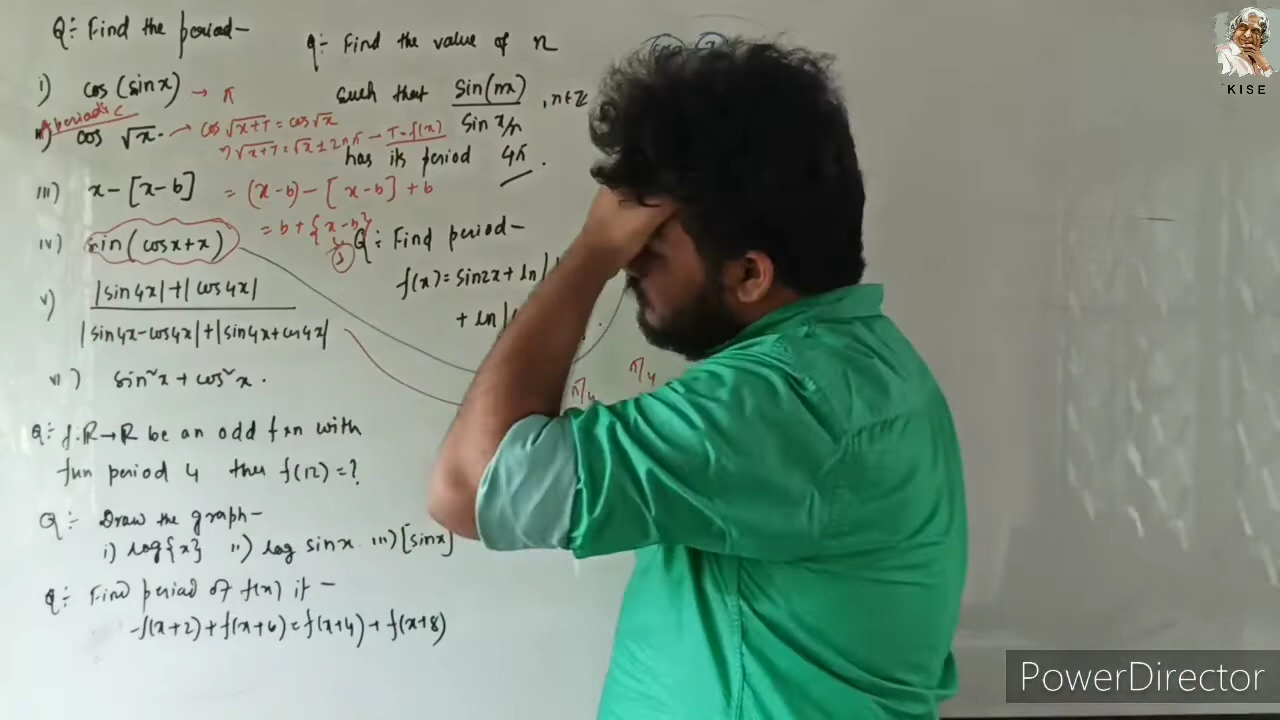 Q:- Find the period-
i) cos (sin x) → π
Aperiodic
ii) cos √x. → cos √x+T = cos √x
⇒ √x+T = √x ± 2nπ → T = f(x)
iii) x - [x-b] = (x-b) - [x-b] + b
= b + {x-b}
iv) sin (cos x + x)
v) |sin 4x| + |cos 4x|
|sin 4x - cos 4x| + |sin 4x + cos 4x|
vi) sin²x + cos²x.
Q:- f: R→R be an odd fxn with
fun period 4 then f(12) = ?
Q:- Draw the graph-
i) log{x} ii) log sin x iii) [sin x]
Q:- Find period of f(x) if -
f(x+2) + f(x+6) = f(x+4) + f(x+8)
Q:- Find the value of n
such that sin(nx) , n∈Z
sin x/n
has its period 4π.
Q:- Find period-
f(x) = sin 2x + ln|
+ ln|
π/4 π/4
KISE
PowerDirector